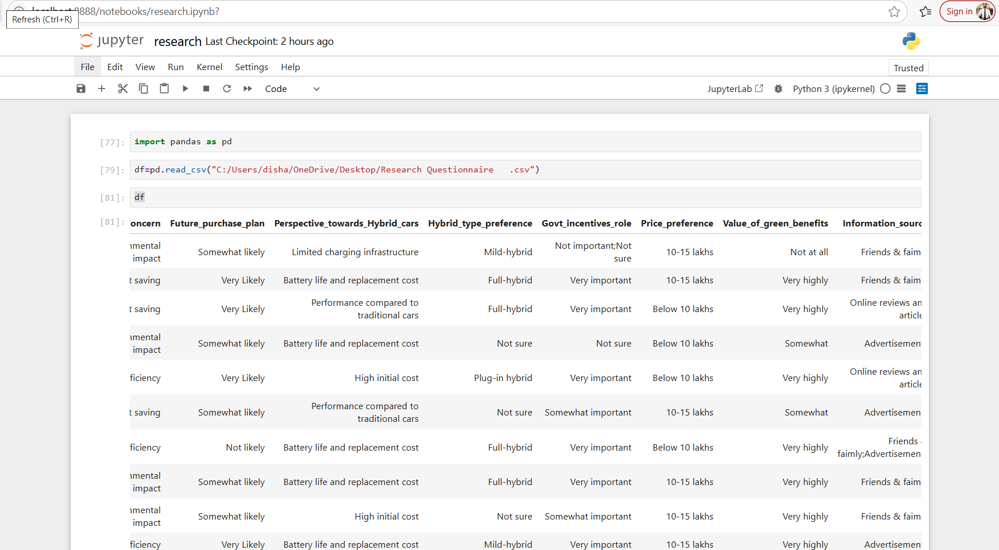 :8888/notebooks/research.ipynb?
Sign in
Refresh (Ctrl+R)
jupyter research Last Checkpoint: 2 hours ago
File Edit View Run Kernel Settings Help
Trusted
Code
JupyterLab Python 3 (ipykernel)
[77]: import pandas as pd
[79]: df=pd.read_csv("C:/Users/disha/OneDrive/Desktop/Research Questionnaire   .csv")
[81]: df
[81]: oncern Future_purchase_plan Perspective_towards_Hybrid_cars Hybrid_type_preference Govt_incentives_role Price_preference Value_of_green_benefits Information_sourc
nmental Not important;Not
Somewhat likely Limited charging infrastructure Mild-hybrid 10-15 lakhs Not at all Friends & faim
impact sure
t saving Very Likely Battery life and replacement cost Full-hybrid Very important 10-15 lakhs Very highly Friends & faim
Performance compared to Online reviews an
t saving Very Likely Full-hybrid Very important Below 10 lakhs Very highly
traditional cars article
nmental
Somewhat likely Battery life and replacement cost Not sure Not sure Below 10 lakhs Somewhat Advertisemen
impact
Online reviews an
ficiency Very Likely High initial cost Plug-in hybrid Very important Below 10 lakhs Very highly
article
Performance compared to
t saving Somewhat likely Not sure Somewhat important 10-15 lakhs Somewhat Advertisemen
traditional cars
Friends
ficiency Not likely Battery life and replacement cost Full-hybrid Very important Below 10 lakhs Very highly
faimly;Advertisemen
nmental
Somewhat likely Battery life and replacement cost Full-hybrid Very important 10-15 lakhs Very highly Friends & faim
impact
nmental
Somewhat likely High initial cost Not sure Somewhat important 10-15 lakhs Very highly Friends & faim
impact
ficiency Very Likely Battery life and replacement cost Mild-hybrid Very important 10-15 lakhs Very highly Advertisemen